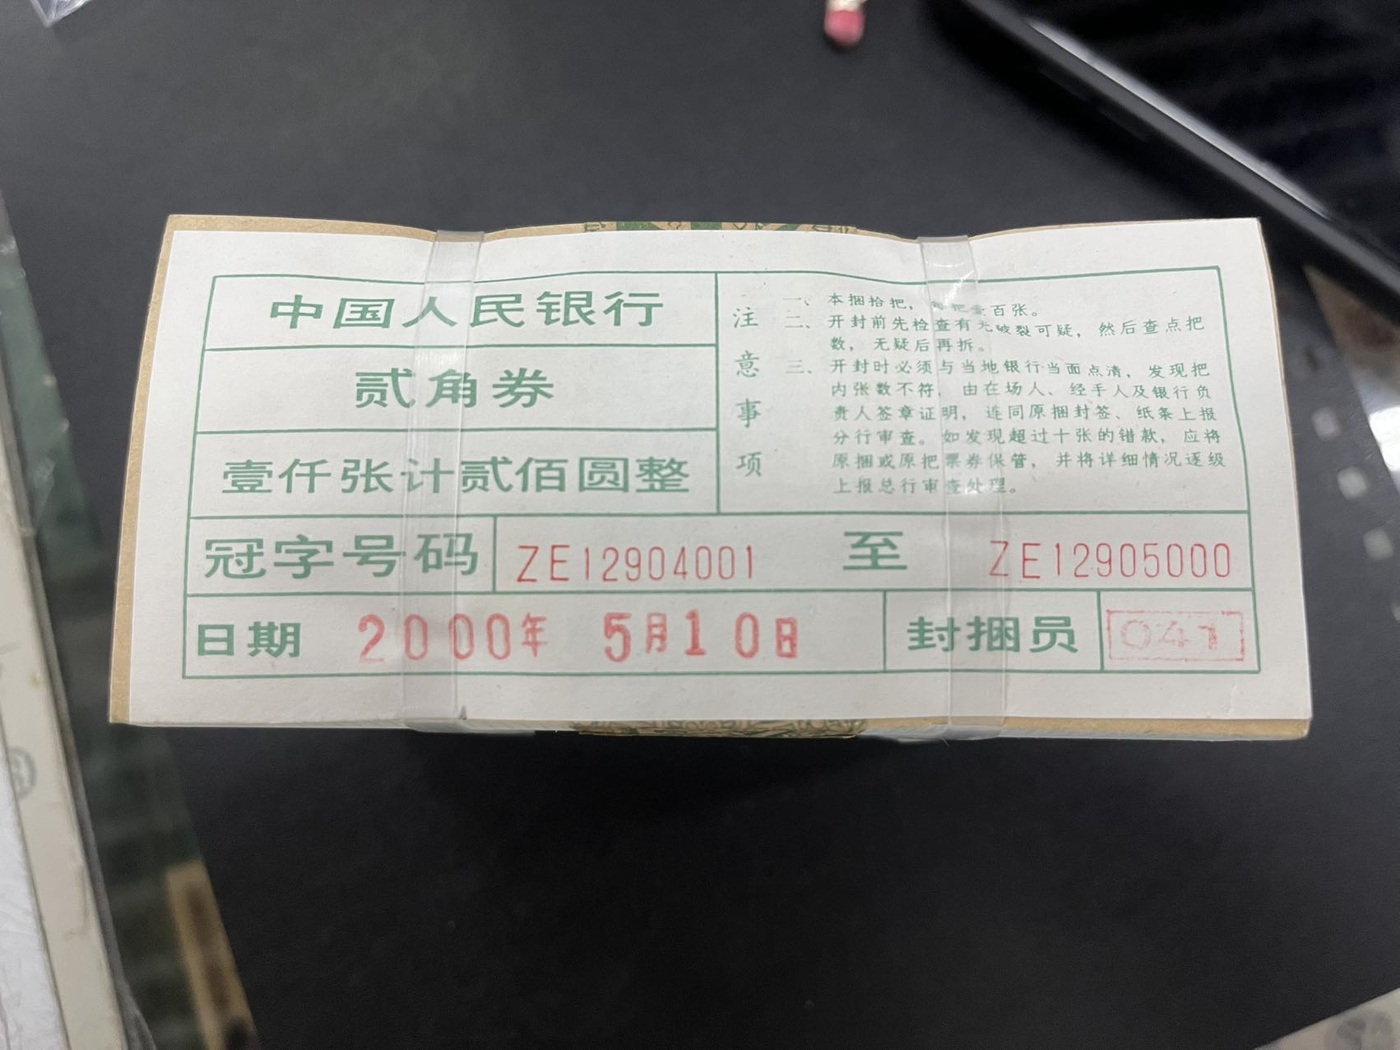 中国人民银行
贰角券
壹仟张计贰佰圆整
注意事项
一、本捆拾把，每把壹百张。
二、开封前先检查有无破裂可疑，然后查点把
数，无疑后再拆。
三、开封时必须与当地银行当面点清，发现把
内张数不符，由在场人、经手人及银行负
责人签章证明，连同原捆封签、纸条上报
分行审查。如发现超过十张的错款，应将
原捆或原把票券保管，并将详细情况逐级
上报总行审查处理。
冠字号码 ZE12904001 至 ZE12905000
日期 2000年 5月10日 封捆员 041